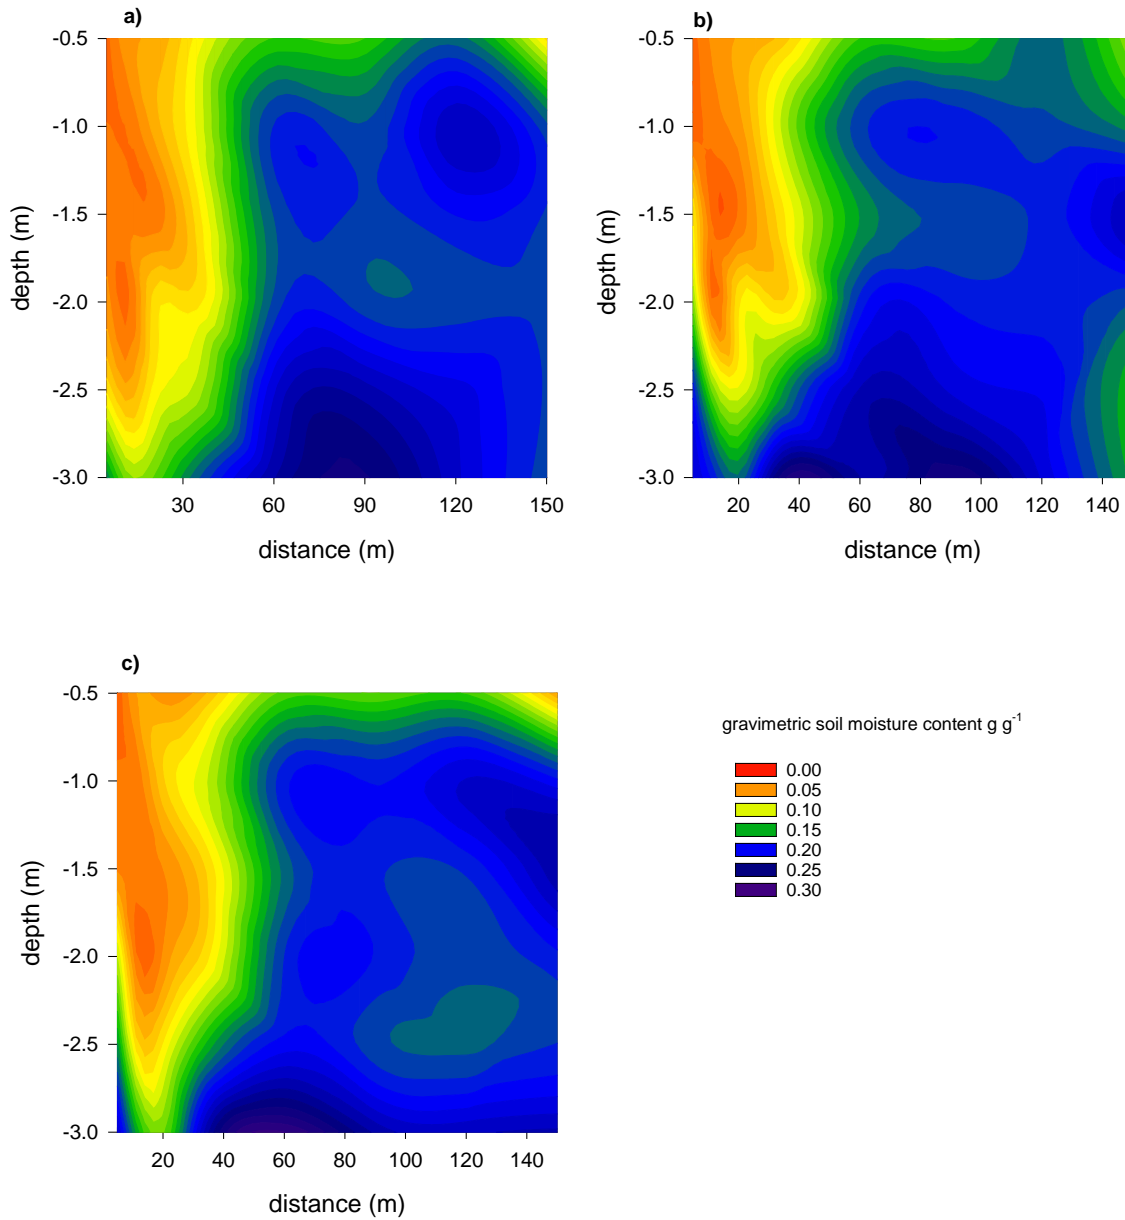 a)
-0.5
-1.0
-1.5
-2.0
-2.5
-3.0
depth (m)
30 60 90 120 150
distance (m)
b)
-0.5
-1.0
-1.5
-2.0
-2.5
-3.0
depth (m)
20 40 60 80 100 120 140
distance (m)
c)
-0.5
-1.0
-1.5
-2.0
-2.5
-3.0
depth (m)
20 40 60 80 100 120 140
distance (m)
gravimetric soil moisture content g g⁻¹
0.00
0.05
0.10
0.15
0.20
0.25
0.30